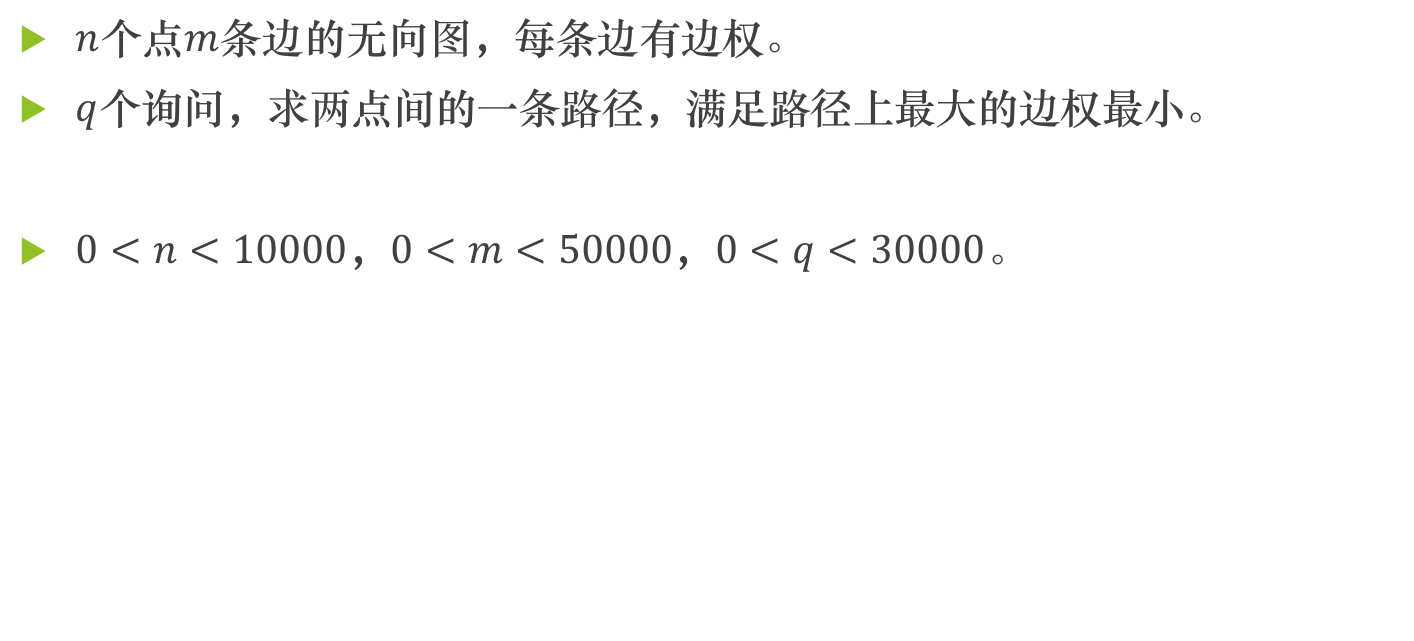 n个点m条边的无向图，每条边有边权。
q个询问，求两点间的一条路径，满足路径上最大的边权最小。
0 < n < 10000，0 < m < 50000，0 < q < 30000。